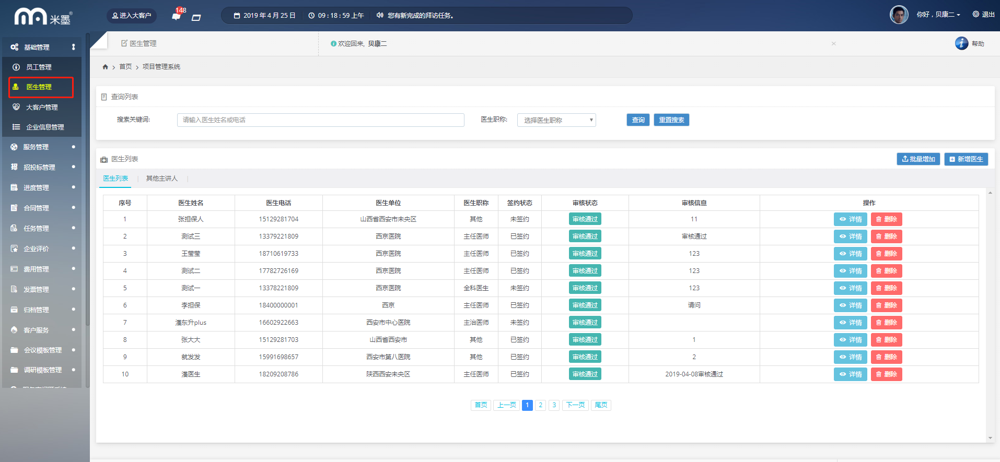 米墨®
进入大客户
148
2019 年 4 月 25 日
09 : 18 : 59 上午
您有新完成的拜访任务。
你好，贝康二
退出
基础管理
员工管理
医生管理
大客户管理
企业信息管理
服务管理
招投标管理
进度管理
合同管理
任务管理
企业评价
费用管理
发票管理
归档管理
客户服务
会议模板管理
调研模板管理
医生管理
欢迎回来, 贝康二
×
帮助
首页 > 项目管理系统
查询列表
搜索关键词: 请输入医生姓名或电话 医生职称: 选择医生职称 查询 重置搜索
医生列表 批量增加 新增医生
医生列表 | 其他主讲人 |
序号 医生姓名 医生电话 医生单位 医生职称 签约状态 审核状态 审核信息 操作
1 张担保人 15129281704 山西省西安市未央区 其他 未签约 审核通过 11 详情 删除
2 测试三 13379221809 西京医院 主任医师 已签约 审核通过 审核通过 详情 删除
3 王莹莹 18710619733 西京医院 主任医师 已签约 审核通过 123 详情 删除
4 测试二 17782726169 西京医院 主任医师 已签约 审核通过 123 详情 删除
5 测试一 13378221809 西京医院 全科医生 未签约 审核通过 123 详情 删除
6 李担保 18400000001 西京 主任医师 已签约 审核通过 请问 详情 删除
7 潘东升plus 16602922663 西安市中心医院 主治医师 未签约 审核通过 详情 删除
8 张大大 15129281703 山西省西安市 其他 已签约 审核通过 1 详情 删除
9 就发发 15991698657 西安市第八医院 其他 已签约 审核通过 2 详情 删除
10 潘医生 18209208786 陕西西安未央区 主任医师 已签约 审核通过 2019-04-08审核通过 详情 删除
首页 上一页 1 2 3 下一页 尾页